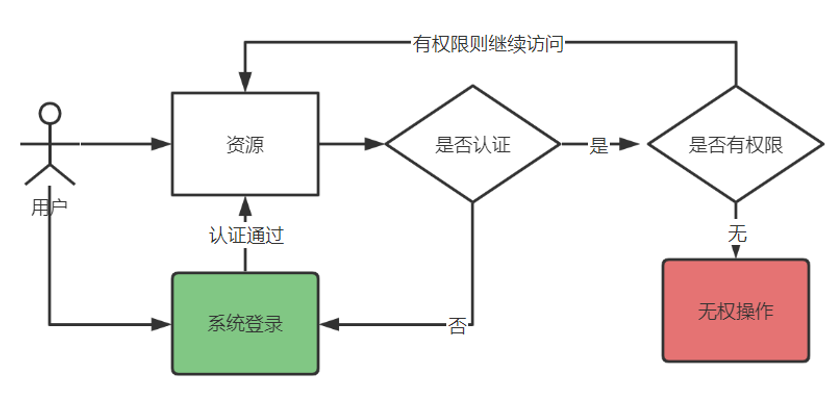 有权限则继续访问
资源
是否认证
是
是否有权限
用户
认证通过
无
系统登录
否
无权操作